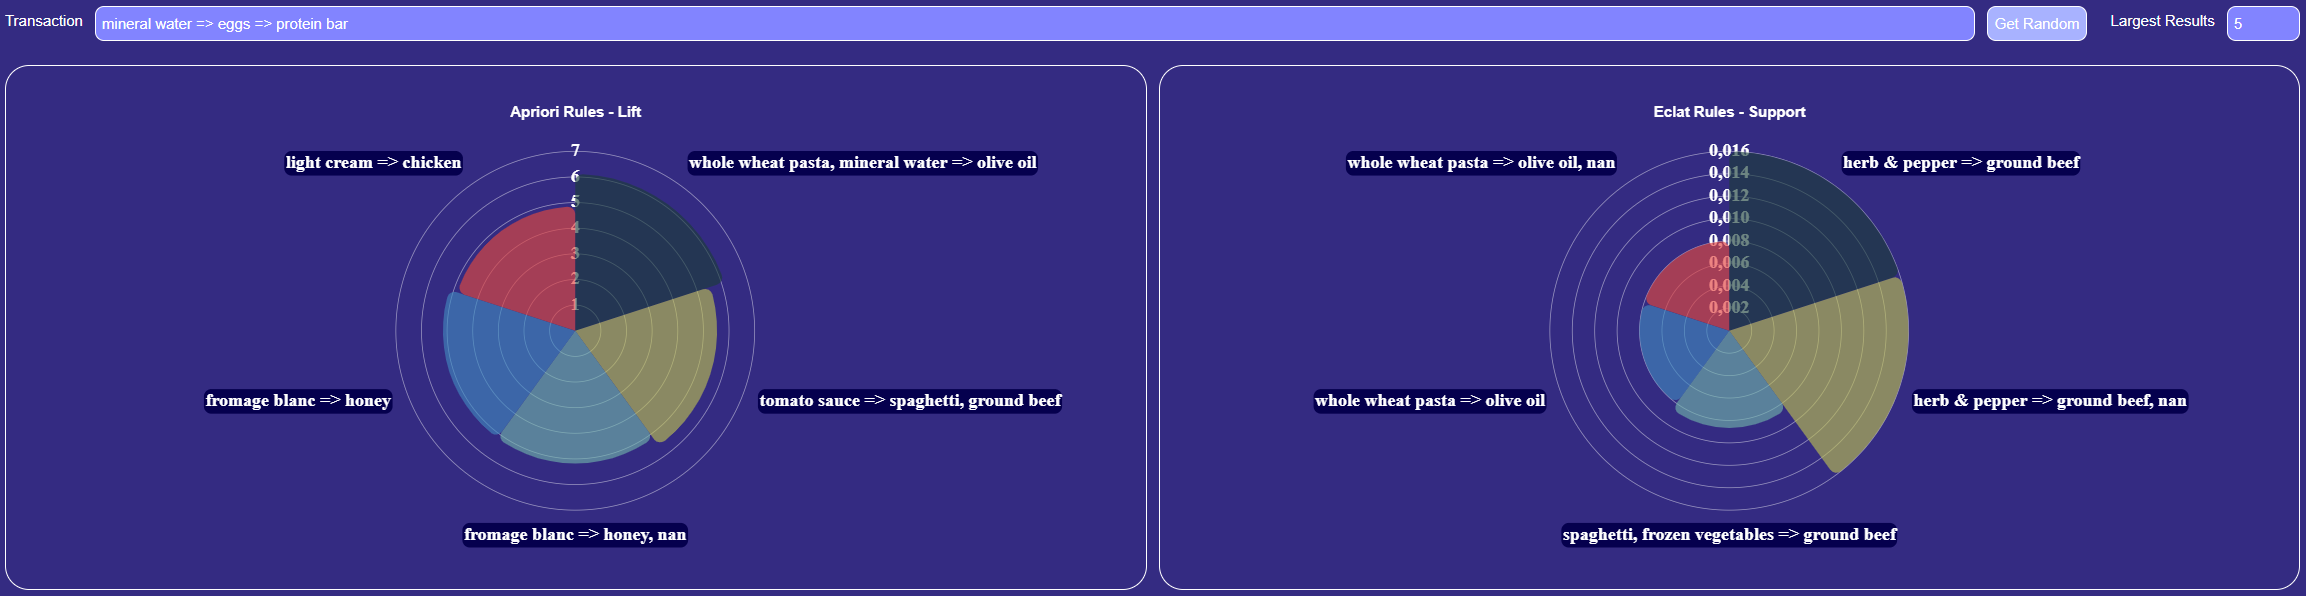 Transaction
mineral water => eggs => protein bar
Get Random
Largest Results
5
Apriori Rules - Lift
light cream => chicken
7
whole wheat pasta, mineral water => olive oil
6
5
4
3
2
1
fromage blanc => honey
tomato sauce => spaghetti, ground beef
fromage blanc => honey, nan
Eclat Rules - Support
whole wheat pasta => olive oil, nan
0,016
herb & pepper => ground beef
0,014
0,012
0,010
0,008
0,006
0,004
0,002
whole wheat pasta => olive oil
herb & pepper => ground beef, nan
spaghetti, frozen vegetables => ground beef